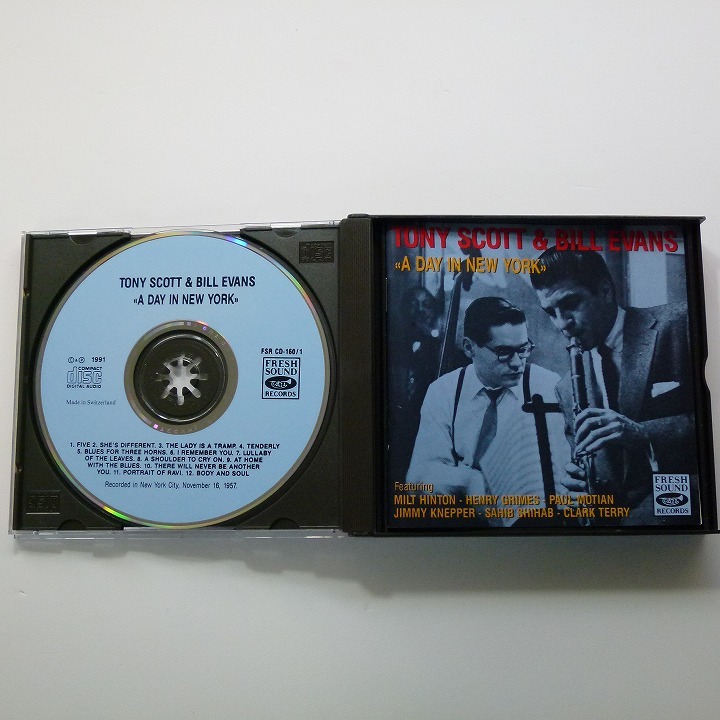 TONY SCOTT & BILL EVANS
«A DAY IN NEW YORK»
FSR CD-160/1
FRESH
SOUND
RECORDS
1991
COMPACT
disc
DIGITAL AUDIO
Made in Switzerland
1. FIVE 2. SHE'S DIFFERENT. 3. THE LADY IS A TRAMP. 4. TENDERLY
5. BLUES FOR THREE HORNS. 6. I REMEMBER YOU. 7. LULLABY
OF THE LEAVES. 8. A SHOULDER TO CRY ON. 9. AT HOME
WITH THE BLUES. 10. THERE WILL NEVER BE ANOTHER
YOU. 11. PORTRAIT OF RAVI. 12. BODY AND SOUL
Recorded in New York City, November 16, 1957.
TONY SCOTT & BILL EVANS
«A DAY IN NEW YORK»
Featuring
MILT HINTON - HENRY GRIMES - PAUL MOTIAN
JIMMY KNEPPER - SAHIB SHIHAB - CLARK TERRY
FRESH
SOUND
RECORDS